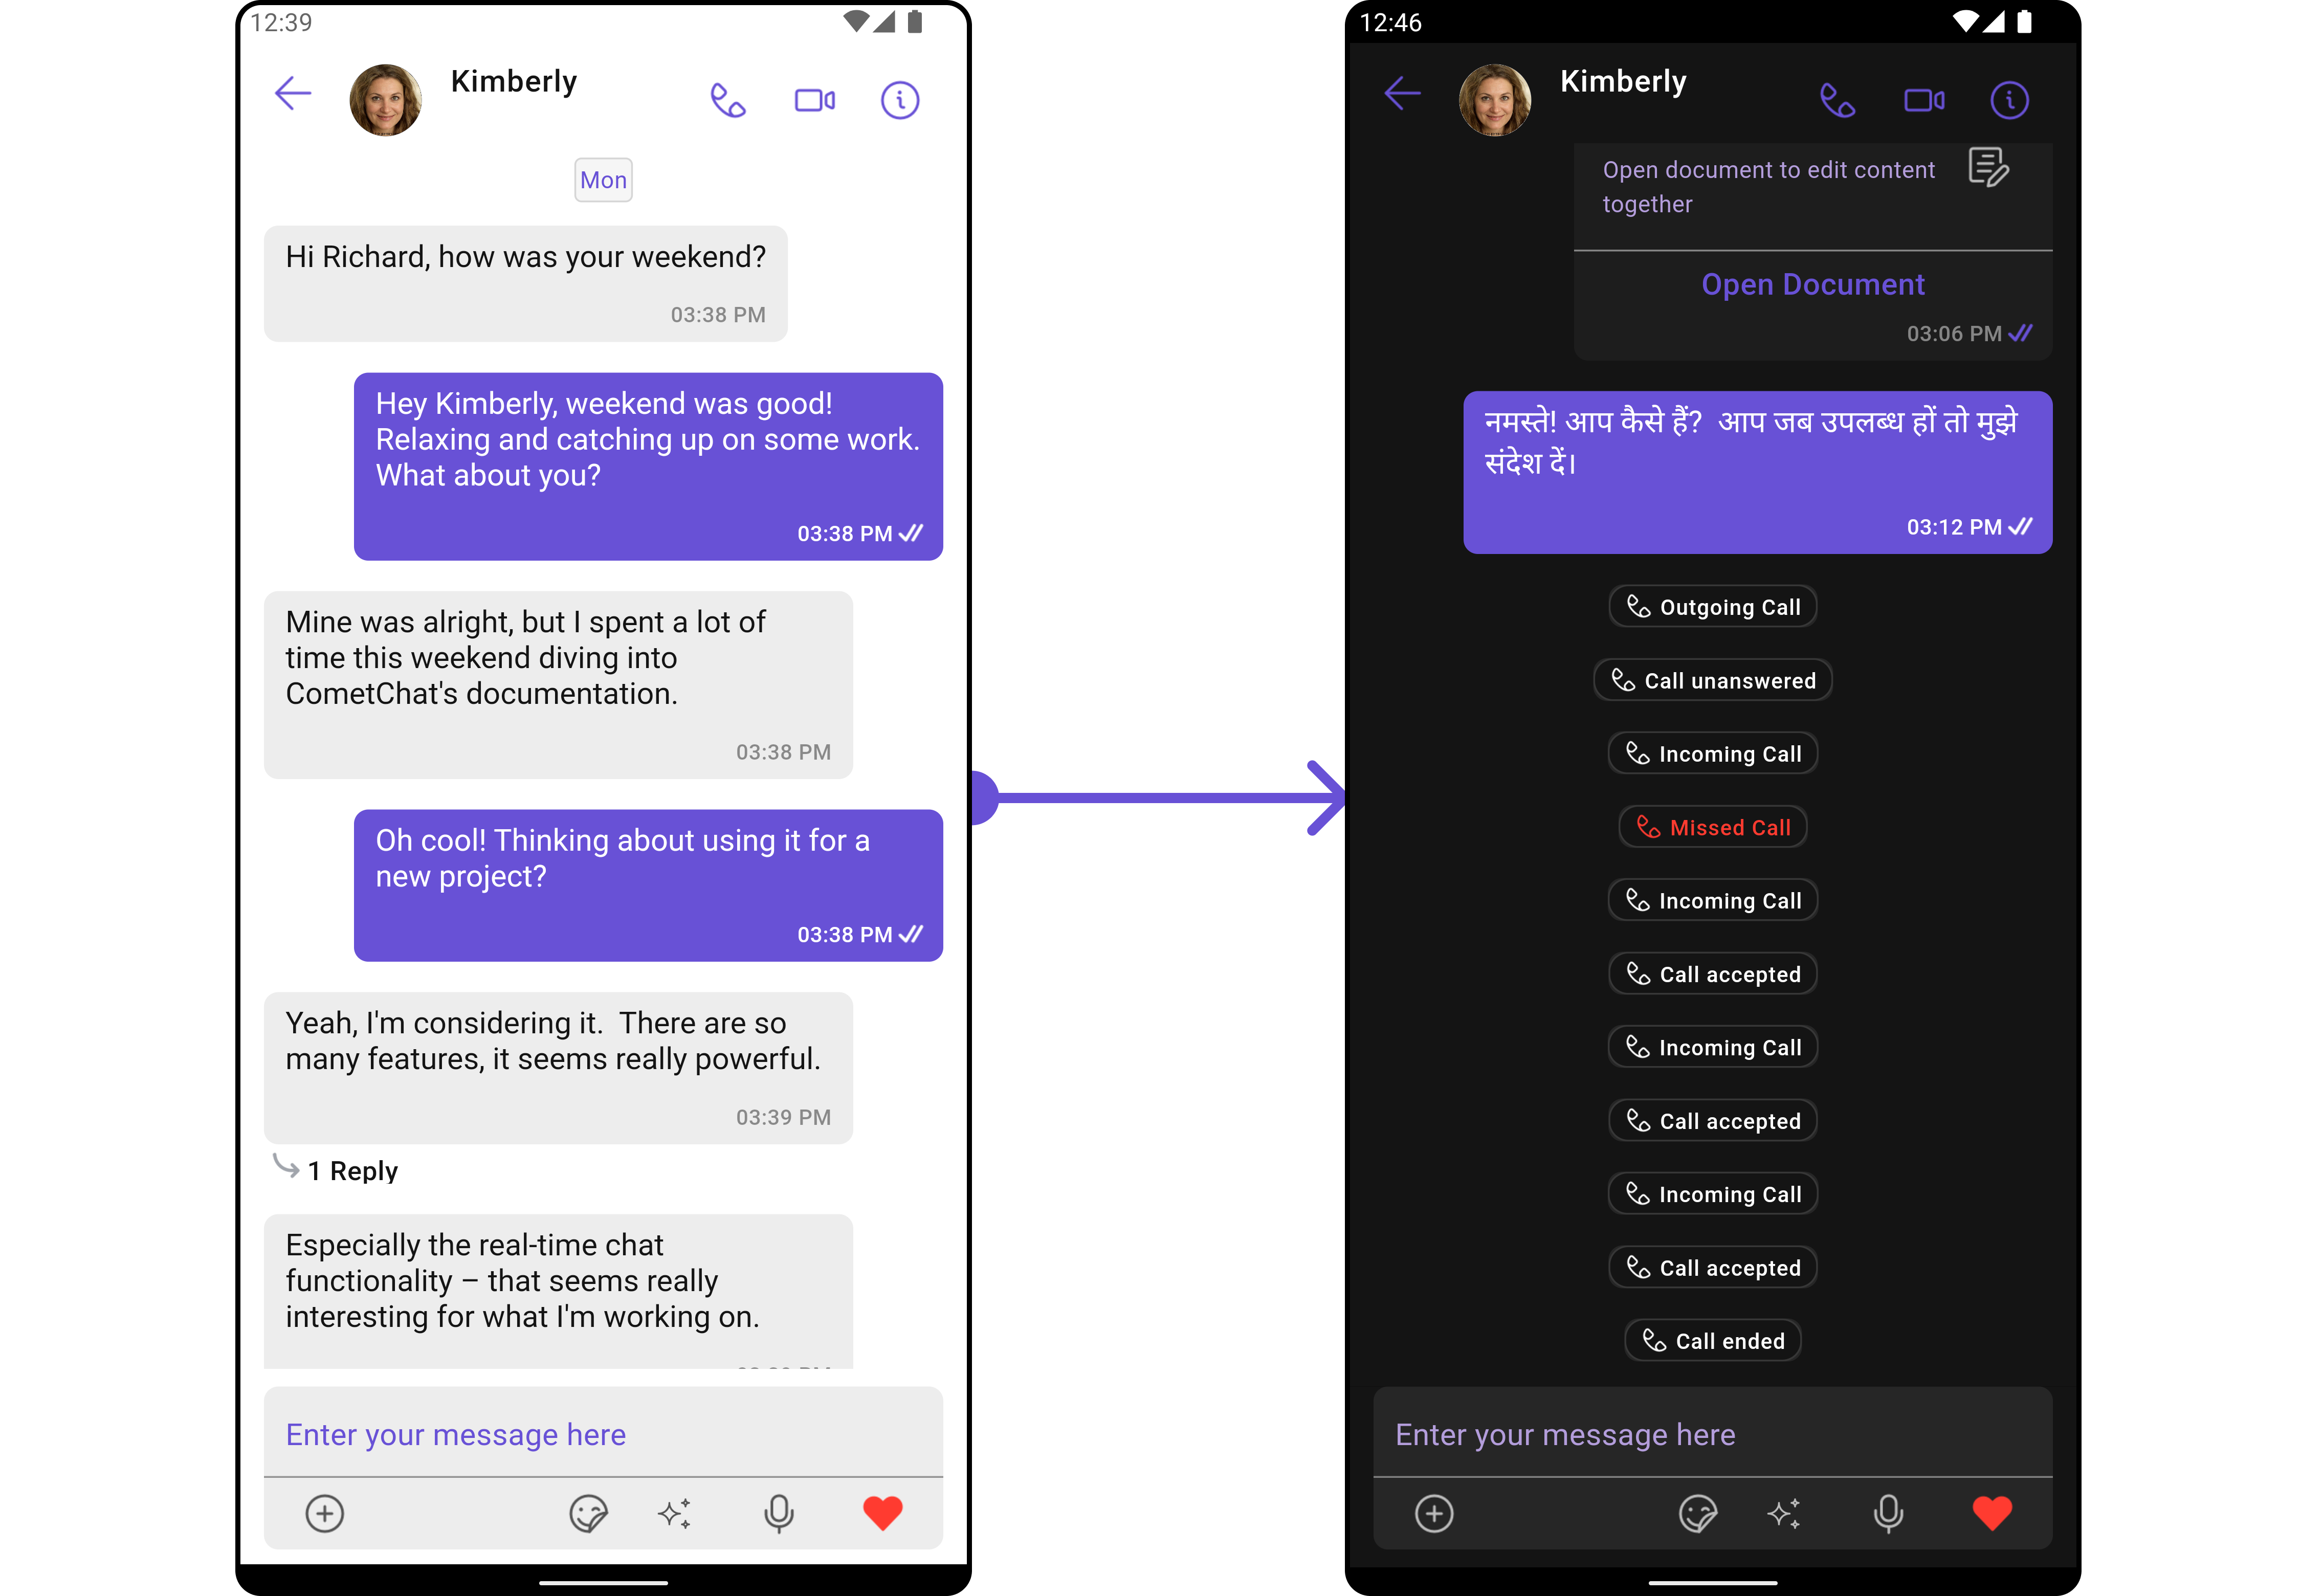 12:39
Kimberly
Mon
Hi Richard, how was your weekend?
03:38 PM
Hey Kimberly, weekend was good!
Relaxing and catching up on some work.
What about you?
03:38 PM
Mine was alright, but I spent a lot of
time this weekend diving into
CometChat's documentation.
03:38 PM
Oh cool! Thinking about using it for a
new project?
03:38 PM
Yeah, I'm considering it.  There are so
many features, it seems really powerful.
03:39 PM
1 Reply
Especially the real-time chat
functionality – that seems really
interesting for what I'm working on.
Enter your message here
12:46
Kimberly
Open document to edit content
together
Open Document
03:06 PM
नमस्ते! आप कैसे हैं?  आप जब उपलब्ध हों तो मुझे
संदेश दें।
03:12 PM
Outgoing Call
Call unanswered
Incoming Call
Missed Call
Incoming Call
Call accepted
Incoming Call
Call accepted
Incoming Call
Call accepted
Call ended
Enter your message here